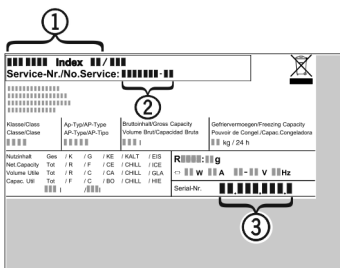 1
Index /
Service-Nr./No.Service: -
2
Klasse/Class Ap-Typ/AP-Type Bruttoinhalt/Gross Capacity Gefriervermoegen/Freezing Capacity
Classe/Clase AP-Type/AP-Tipo Volume Brut/Capacidad Bruta Pouvoir de Congel./Capac.Congeladora
l kg / 24 h
Nutzinhalt Ges / K / G / KE / KALT / EIS
Net.Capacity Tot / R / F / CE / CHILL / ICE
Volume Utile Tot / R / C / CA / CHILL / GLA
Capac. Util Tot / F / C / BO / CHILL / HIE
l / l
R : g
W A - V Hz
Serial-Nr. . . .
3